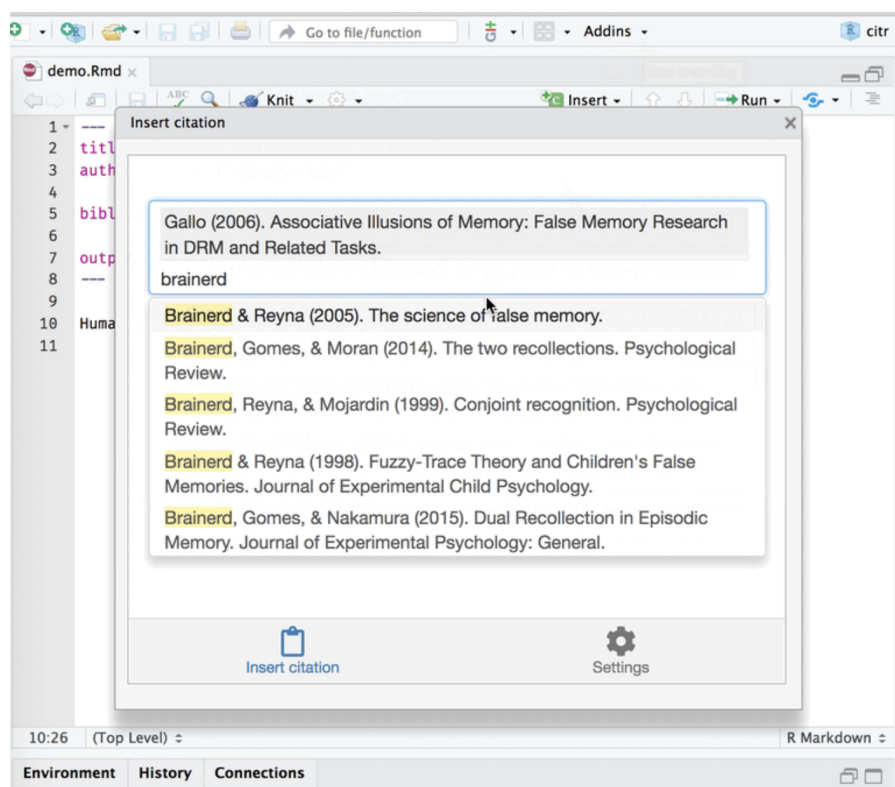 Go to file/function
Addins
citr
demo.Rmd
ABC
Knit
Insert
Run
Insert citation
1 ---
2 titl
3 auth
4
5 bibl
6
7 outp
8 ---
9
10 Huma
11
Gallo (2006). Associative Illusions of Memory: False Memory Research
in DRM and Related Tasks.
brainerd
Brainerd & Reyna (2005). The science of false memory.
Brainerd, Gomes, & Moran (2014). The two recollections. Psychological
Review.
Brainerd, Reyna, & Mojardin (1999). Conjoint recognition. Psychological
Review.
Brainerd & Reyna (1998). Fuzzy-Trace Theory and Children's False
Memories. Journal of Experimental Child Psychology.
Brainerd, Gomes, & Nakamura (2015). Dual Recollection in Episodic
Memory. Journal of Experimental Psychology: General.
Insert citation
Settings
10:26 (Top Level)
R Markdown
Environment History Connections